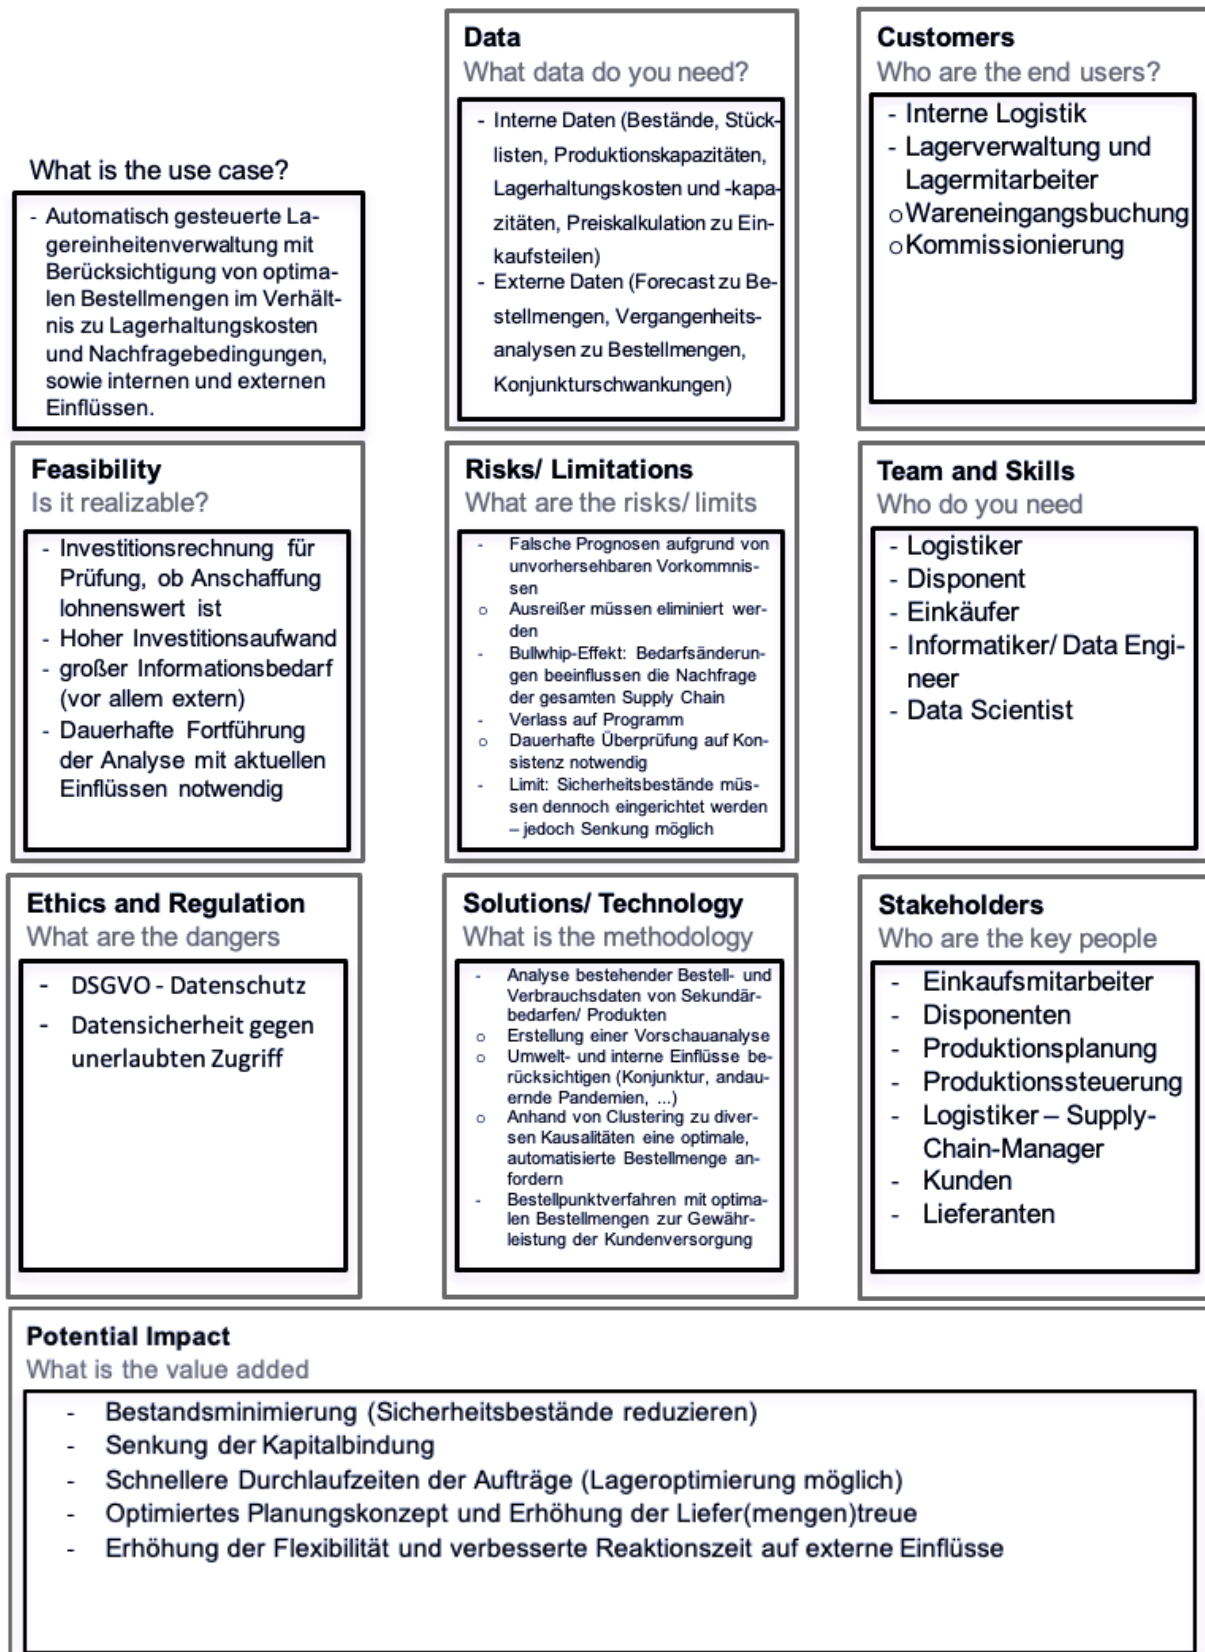 Data
What data do you need?
- Interne Daten (Bestände, Stück-
listen, Produktionskapazitäten,
Lagerhaltungskosten und -kapa-
zitäten, Preiskalkulation zu Ein-
kaufsteilen)
- Externe Daten (Forecast zu Be-
stellmengen, Vergangenheits-
analysen zu Bestellmengen,
Konjunkturschwankungen)
Customers
Who are the end users?
- Interne Logistik
- Lagerverwaltung und
Lagermitarbeiter
o Wareneingangsbuchung
o Kommissionierung
What is the use case?
- Automatisch gesteuerte La-
gereinheitenverwaltung mit
Berücksichtigung von optima-
len Bestellmengen im Verhält-
nis zu Lagerhaltungskosten
und Nachfragebedingungen,
sowie internen und externen
Einflüssen.
Feasibility
Is it realizable?
- Investitionsrechnung für
Prüfung, ob Anschaffung
lohnenswert ist
- Hoher Investitionsaufwand
- großer Informationsbedarf
(vor allem extern)
- Dauerhafte Fortführung
der Analyse mit aktuellen
Einflüssen notwendig
Risks/ Limitations
What are the risks/ limits
- Falsche Prognosen aufgrund von
unvorhersehbaren Vorkommnis-
sen
o Ausreißer müssen eliminiert wer-
den
- Bullwhip-Effekt: Bedarfsänderun-
gen beeinflussen die Nachfrage
der gesamten Supply Chain
- Verlass auf Programm
o Dauerhafte Überprüfung auf Kon-
sistenz notwendig
- Limit: Sicherheitsbestände müs-
sen dennoch eingerichtet werden
– jedoch Senkung möglich
Team and Skills
Who do you need
- Logistiker
- Disponent
- Einkäufer
- Informatiker/ Data Engi-
neer
- Data Scientist
Ethics and Regulation
What are the dangers
- DSGVO - Datenschutz
- Datensicherheit gegen
unerlaubten Zugriff
Solutions/ Technology
What is the methodology
- Analyse bestehender Bestell- und
Verbrauchsdaten von Sekundär-
bedarfen/ Produkten
o Erstellung einer Vorschauanalyse
o Umwelt- und interne Einflüsse be-
rücksichtigen (Konjunktur, andau-
ernde Pandemien, ...)
o Anhand von Clustering zu diver-
sen Kausalitäten eine optimale,
automatisierte Bestellmenge an-
fordern
- Bestellpunktverfahren mit optima-
len Bestellmengen zur Gewähr-
leistung der Kundenversorgung
Stakeholders
Who are the key people
- Einkaufsmitarbeiter
- Disponenten
- Produktionsplanung
- Produktionssteuerung
- Logistiker – Supply-
Chain-Manager
- Kunden
- Lieferanten
Potential Impact
What is the value added
- Bestandsminimierung (Sicherheitsbestände reduzieren)
- Senkung der Kapitalbindung
- Schnellere Durchlaufzeiten der Aufträge (Lageroptimierung möglich)
- Optimiertes Planungskonzept und Erhöhung der Liefer(mengen)treue
- Erhöhung der Flexibilität und verbesserte Reaktionszeit auf externe Einflüsse